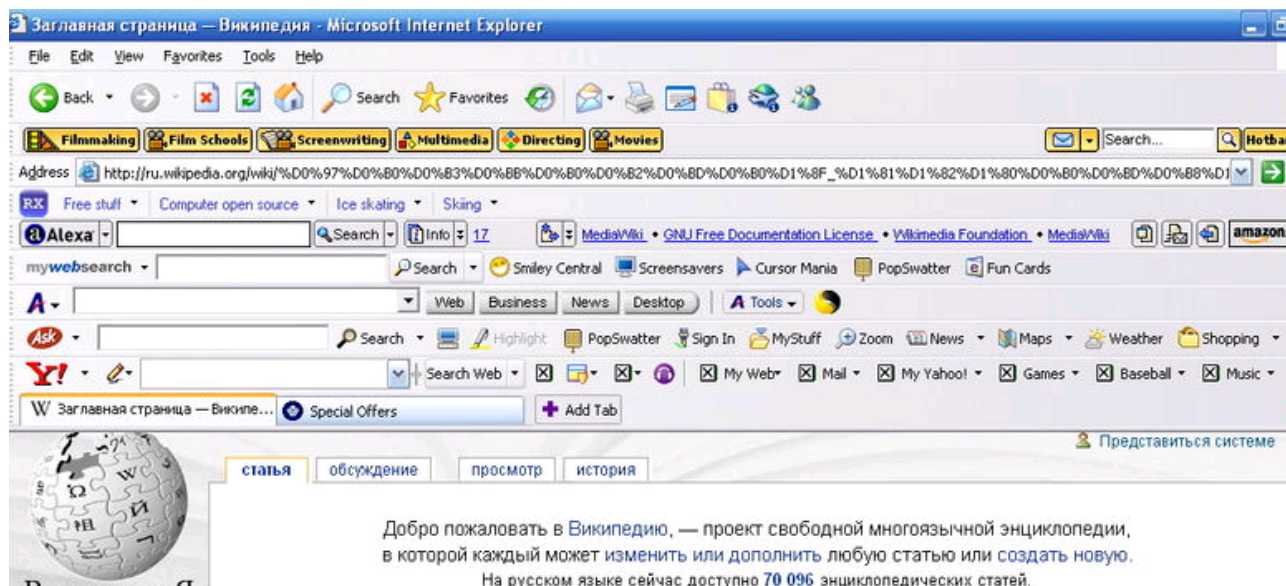 Заглавная страница — Википедия - Microsoft Internet Explorer
File Edit View Favorites Tools Help
Back Search Favorites
Filmmaking Film Schools Screenwriting Multimedia Directing Movies Search... Hotba
Address http://ru.wikipedia.org/wiki/%D0%97%D0%B0%D0%B3%D0%BB%D0%B0%D0%B2%D0%BD%D0%B0%D1%8F_%D1%81%D1%82%D1%80%D0%B0%D0%BD%D0%B8%D1
RX Free stuff Computer open source Ice skating Skiing
a Alexa Search Info 17 MediaWiki • GNU Free Documentation License • Wikimedia Foundation • MediaWiki amazon
mywebsearch Search Smiley Central Screensavers Cursor Mania PopSwatter Fun Cards
A Web Business News Desktop A Tools
Ask Search Highlight PopSwatter Sign In MyStuff Zoom News Maps Weather Shopping
Y! Search Web My Web Mail My Yahoo! Games Baseball Music
W Заглавная страница — Википе... Special Offers Add Tab
Представиться системе
статья обсуждение просмотр история
Добро пожаловать в Википедию, — проект свободной многоязычной энциклопедии,
в которой каждый может изменить или дополнить любую статью или создать новую.
На русском языке сейчас доступно 70 096 энциклопедических статей.